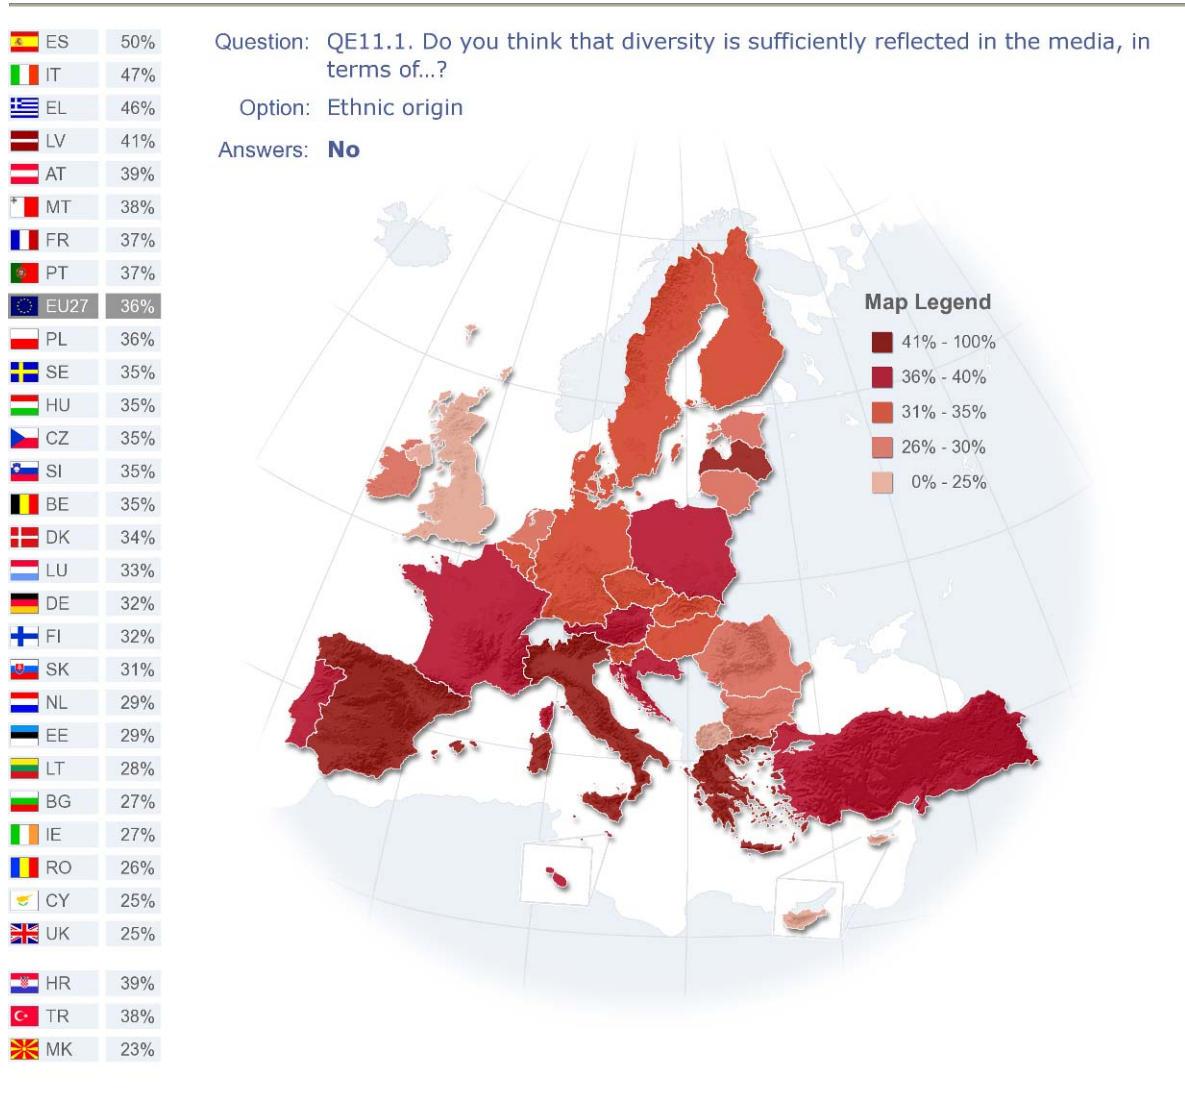 Question: QE11.1. Do you think that diversity is sufficiently reflected in the media, in
terms of...?
Option: Ethnic origin
Answers: No
ES 50%
IT 47%
EL 46%
LV 41%
AT 39%
MT 38%
FR 37%
PT 37%
EU27 36%
PL 36%
SE 35%
HU 35%
CZ 35%
SI 35%
BE 35%
DK 34%
LU 33%
DE 32%
FI 32%
SK 31%
NL 29%
EE 29%
LT 28%
BG 27%
IE 27%
RO 26%
CY 25%
UK 25%
HR 39%
TR 38%
MK 23%
Map Legend
41% - 100%
36% - 40%
31% - 35%
26% - 30%
0% - 25%